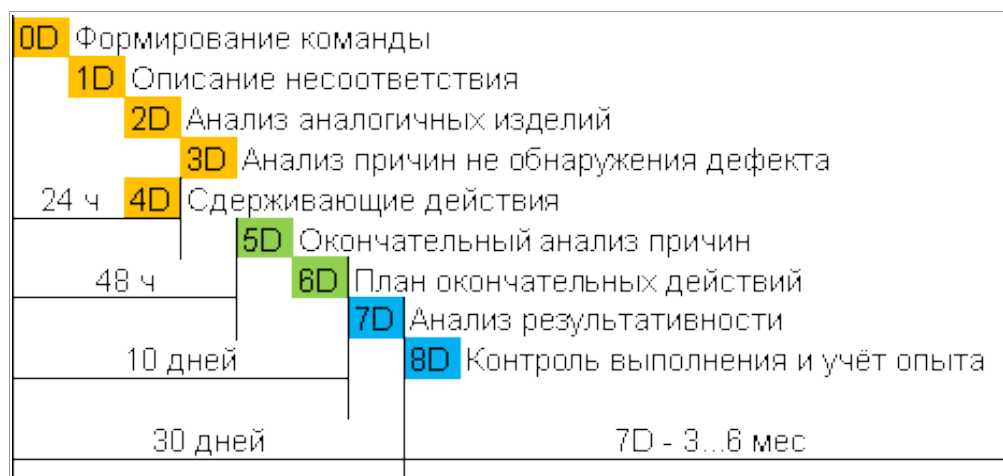 0D Формирование команды
1D Описание несоответствия
2D Анализ аналогичных изделий
3D Анализ причин не обнаружения дефекта
24 ч 4D Сдерживающие действия
5D Окончательный анализ причин
48 ч 6D План окончательных действий
7D Анализ результативности
10 дней 8D Контроль выполнения и учёт опыта
30 дней 7D - 3...6 мес